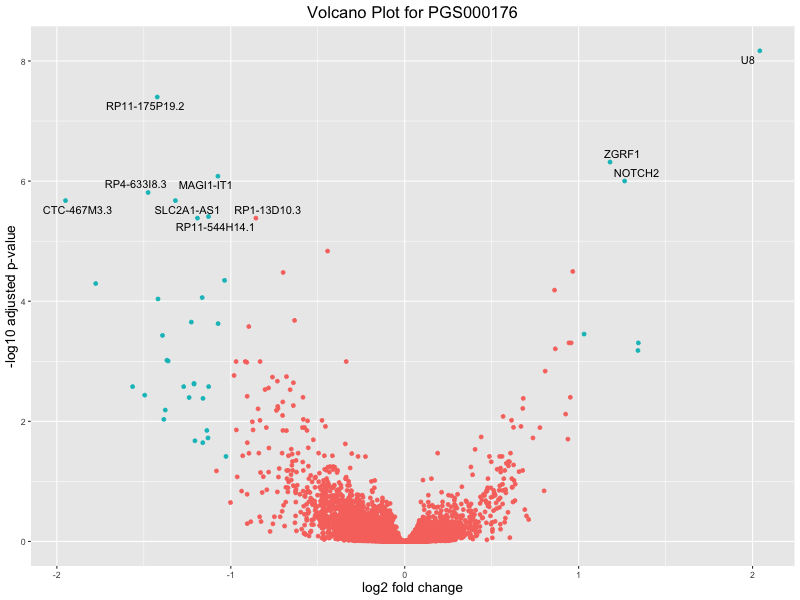 Volcano Plot for PGS000176
8
U8
RP11-175P19.2
ZGRF1
NOTCH2
RP4-633I8.3
MAGI1-IT1
6
CTC-467M3.3
SLC2A1-AS1
RP1-13D10.3
RP11-544H14.1
-log10 adjusted p-value
4
2
0
-2
-1
0
1
2
log2 fold change